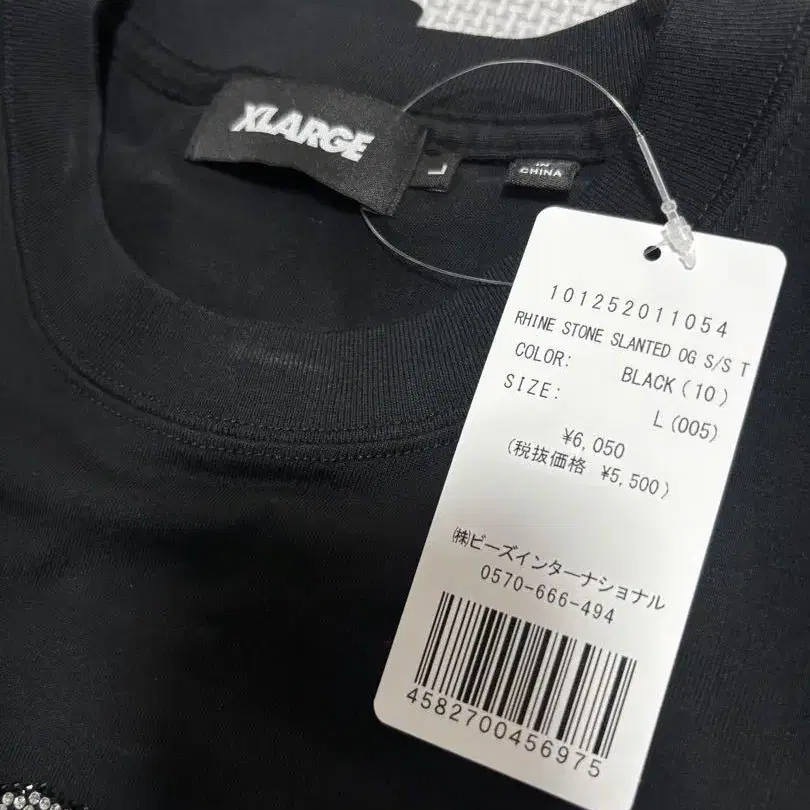 XLARGE
L
IN
CHINA
101252011054
RHINE STONE SLANTED OG S/S T
COLOR: BLACK(10)
SIZE: L(005)
¥6,050
(税抜価格 ¥5,500)
㈱ビーズインターナショナル
0570-666-494
4582700456975